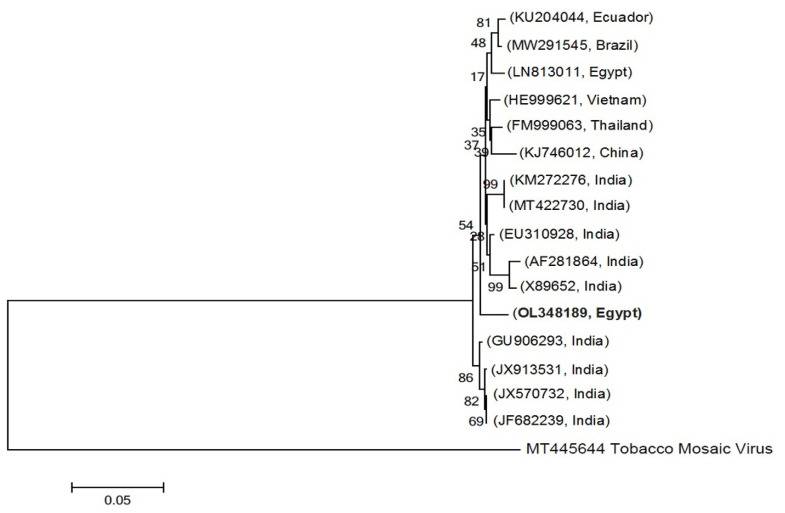 81
(KU204044, Ecuador)
48
(MW291545, Brazil)
17
(LN813011, Egypt)
(HE999621, Vietnam)
35
(FM999063, Thailand)
37
39
(KJ746012, China)
99
(KM272276, India)
(MT422730, India)
54
28
(EU310928, India)
51
(AF281864, India)
99
(X89652, India)
(OL348189, Egypt)
(GU906293, India)
86
(JX913531, India)
82
(JX570732, India)
69
(JF682239, India)
MT445644 Tobacco Mosaic Virus
0.05